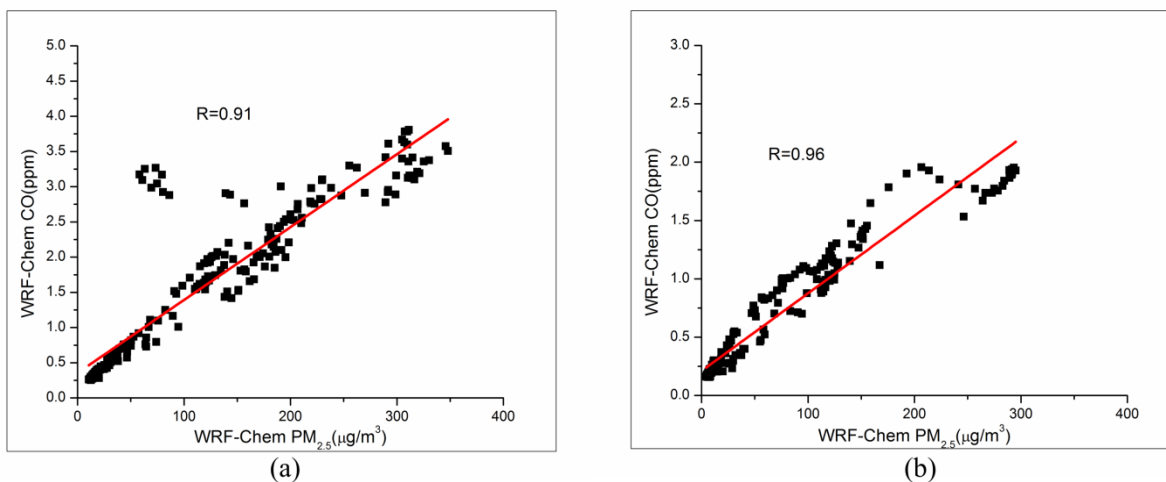 5.0
4.5
4.0
3.5
3.0
2.5
2.0
1.5
1.0
0.5
0.0
WRF-Chem CO(ppm)
R=0.91
0 100 200 300 400
WRF-Chem PM2.5(μg/m³)
(a)
3.0
2.5
2.0
1.5
1.0
0.5
0.0
WRF-Chem CO(ppm)
R=0.96
0 100 200 300 400
WRF-Chem PM2.5(μg/m³)
(b)